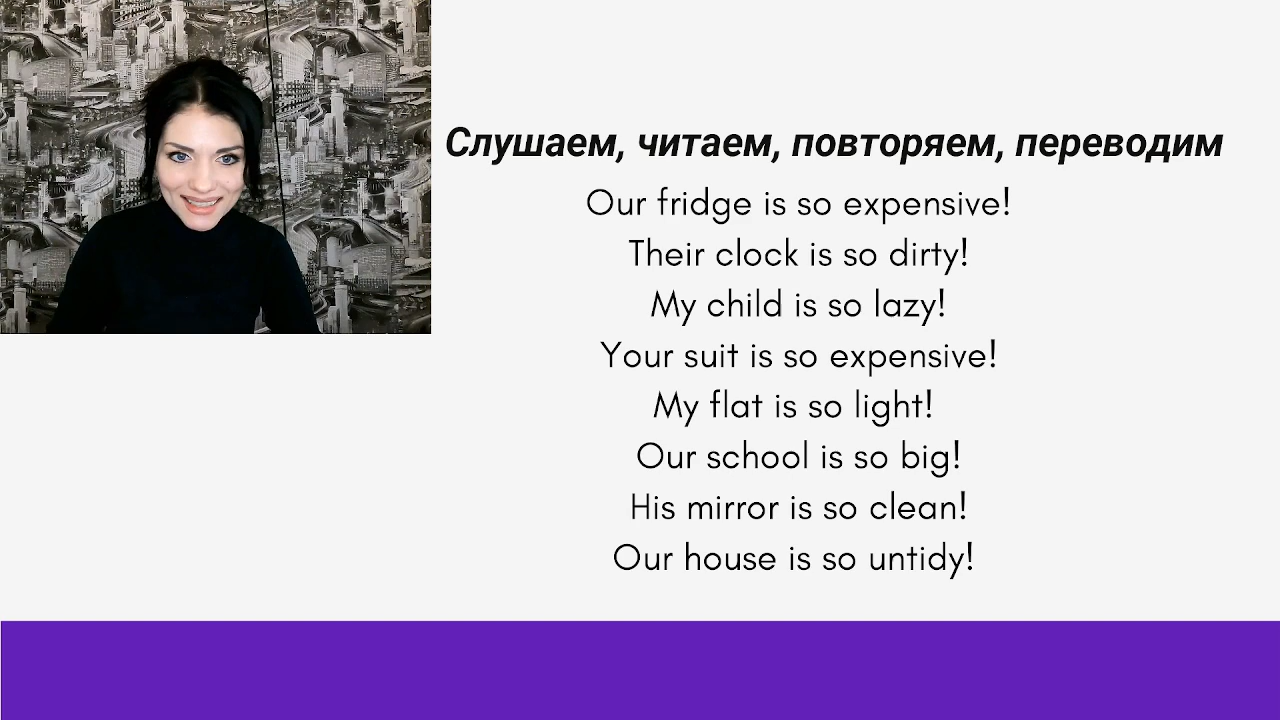 Слушаем, читаем, повторяем, переводим
Our fridge is so expensive!
Their clock is so dirty!
My child is so lazy!
Your suit is so expensive!
My flat is so light!
Our school is so big!
His mirror is so clean!
Our house is so untidy!